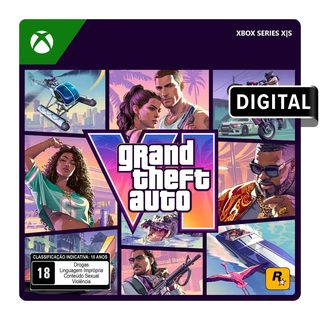 XBOX SERIES X|S
DIGITAL
VI
grand
theft
auto
CLASSIFICAÇÃO INDICATIVA: 18 ANOS
18
Drogas
Linguagem Imprópria
Conteúdo Sexual
Violência
R